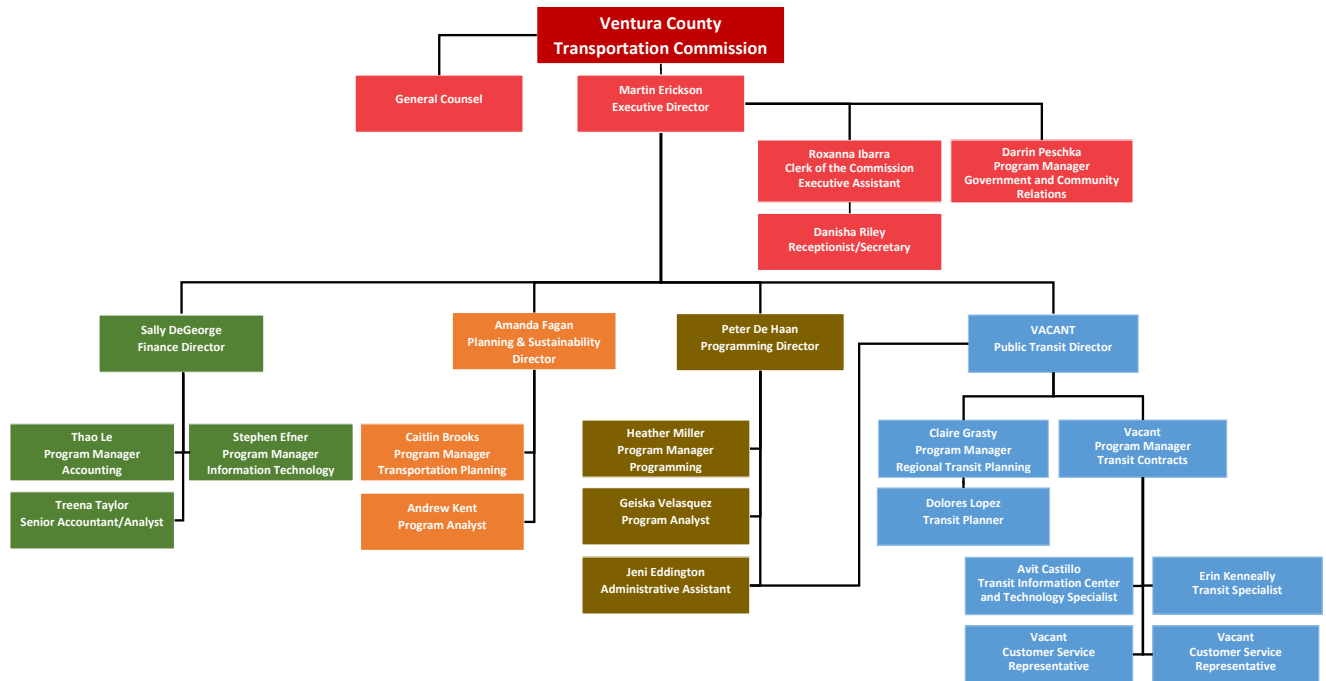 Ventura County
Transportation Commission
General Counsel
Martin Erickson
Executive Director
Roxanna Ibarra
Clerk of the Commission
Executive Assistant
Darrin Peschka
Program Manager
Government and Community
Relations
Danisha Riley
Receptionist/Secretary
Sally DeGeorge
Finance Director
Amanda Fagan
Planning & Sustainability
Director
Peter De Haan
Programming Director
VACANT
Public Transit Director
Thao Le
Program Manager
Accounting
Stephen Efner
Program Manager
Information Technology
Treena Taylor
Senior Accountant/Analyst
Caitlin Brooks
Program Manager
Transportation Planning
Andrew Kent
Program Analyst
Heather Miller
Program Manager
Programming
Geiska Velasquez
Program Analyst
Jeni Eddington
Administrative Assistant
Claire Grasty
Program Manager
Regional Transit Planning
Vacant
Program Manager
Transit Contracts
Dolores Lopez
Transit Planner
Avit Castillo
Transit Information Center
and Technology Specialist
Erin Kenneally
Transit Specialist
Vacant
Customer Service
Representative
Vacant
Customer Service
Representative